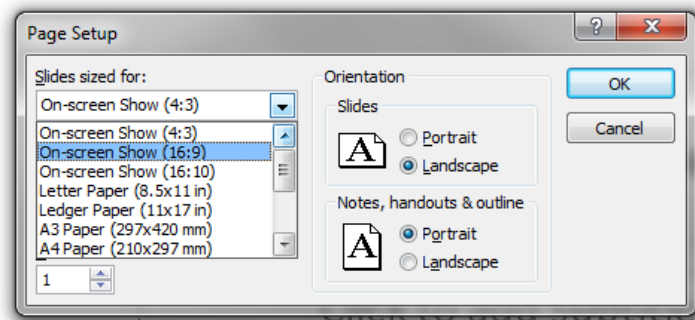 Page Setup
Slides sized for:
On-screen Show (4:3)
On-screen Show (4:3)
On-screen Show (16:9)
On-screen Show (16:10)
Letter Paper (8.5x11 in)
Ledger Paper (11x17 in)
A3 Paper (297x420 mm)
A4 Paper (210x297 mm)
1
Orientation
Slides
A
Portrait
Landscape
Notes, handouts & outline
A
Portrait
Landscape
OK
Cancel